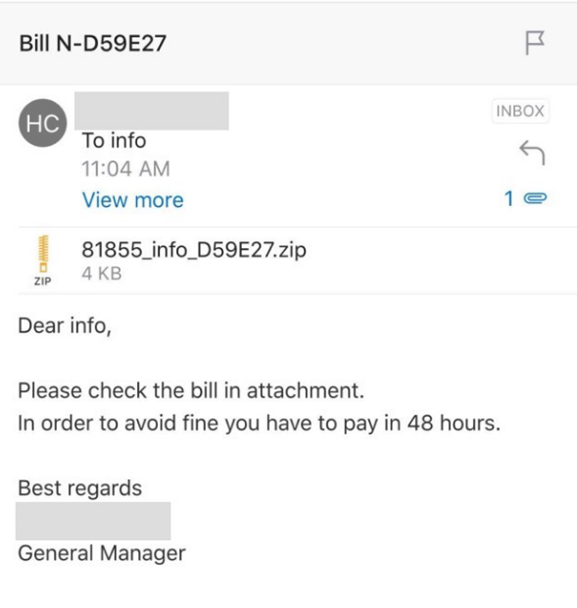 Bill N-D59E27
HC
INBOX
To info
11:04 AM
View more
1
81855_info_D59E27.zip
ZIP
4 KB
Dear info,
Please check the bill in attachment.
In order to avoid fine you have to pay in 48 hours.
Best regards
General Manager